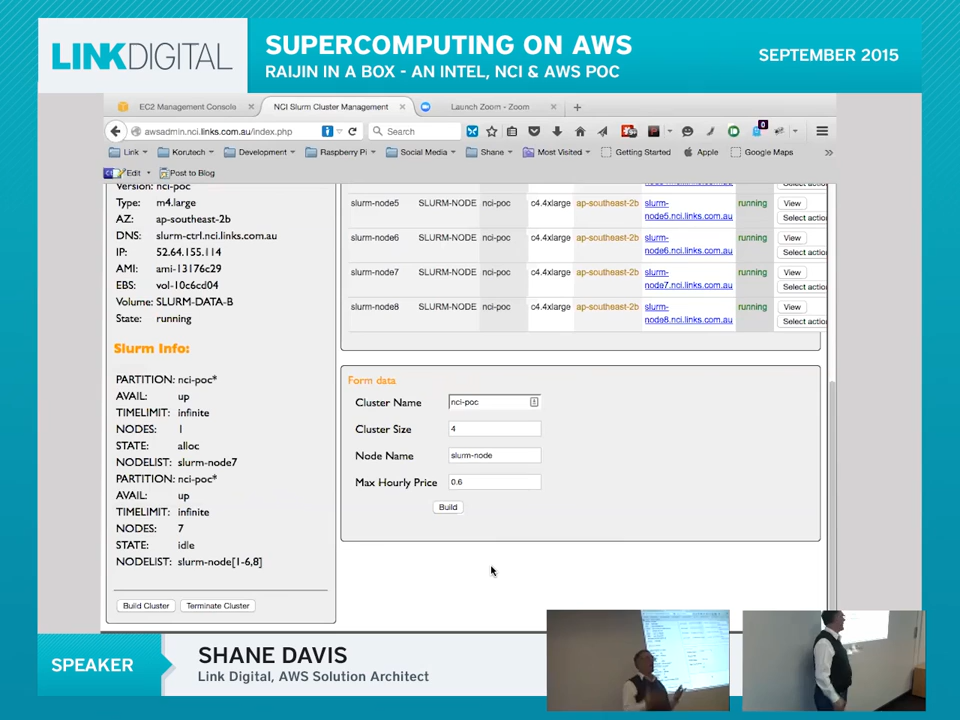 LINKDIGITAL
SUPERCOMPUTING ON AWS
RAIJIN IN A BOX - AN INTEL, NCI & AWS POC
SEPTEMBER 2015
EC2 Management Console
NCI Slurm Cluster Management
Launch Zoom - Zoom
awsadmin.nci.links.com.au/index.php
Search
0
Link
Korutech
Development
Raspberry Pi
Social Media
Shane
Most Visited
Getting Started
Apple
Google Maps
Edit
Post to Blog
Version: nci-poc
Type: m4.large
AZ: ap-southeast-2b
DNS: slurm-ctrl.nci.links.com.au
IP: 52.64.155.114
AMI: ami-13176c29
EBS: vol-10c6cd04
Volume: SLURM-DATA-B
State: running
Slurm Info:
PARTITION: nci-poc*
AVAIL: up
TIMELIMIT: infinite
NODES: 1
STATE: alloc
NODELIST: slurm-node7
PARTITION: nci-poc*
AVAIL: up
TIMELIMIT: infinite
NODES: 7
STATE: idle
NODELIST: slurm-node[1-6,8]
Build Cluster Terminate Cluster
slurm-node5 SLURM-NODE nci-poc c4.4xlarge ap-southeast-2b slurm- running View
node5.nci.links.com.au Select actio
slurm-node6 SLURM-NODE nci-poc c4.4xlarge ap-southeast-2b slurm- running View
node6.nci.links.com.au Select actio
slurm-node7 SLURM-NODE nci-poc c4.4xlarge ap-southeast-2b slurm- running View
node7.nci.links.com.au Select actio
slurm-node8 SLURM-NODE nci-poc c4.4xlarge ap-southeast-2b slurm- running View
node8.nci.links.com.au Select actio
Form data
Cluster Name nci-poc
Cluster Size 4
Node Name slurm-node
Max Hourly Price 0.6
Build
SPEAKER
SHANE DAVIS
Link Digital, AWS Solution Architect